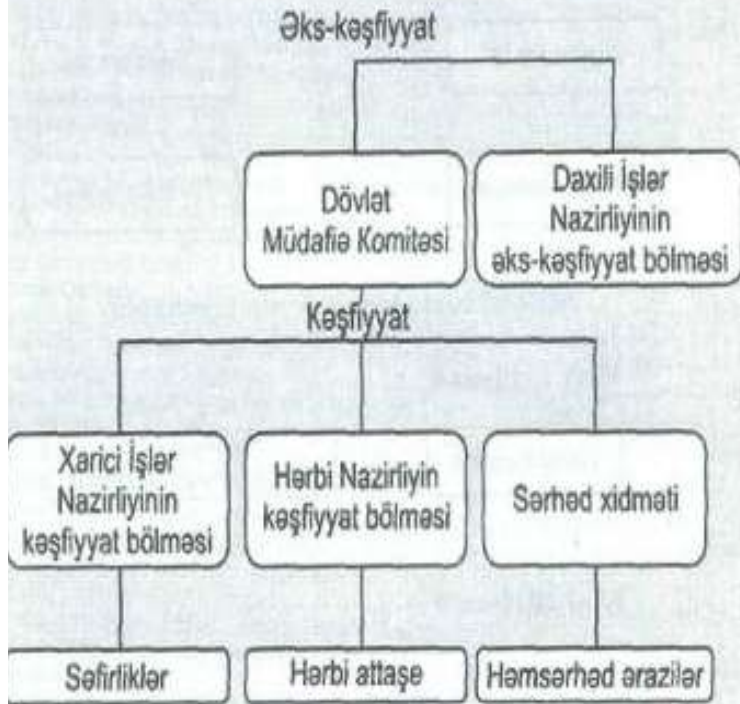 Əks-kəşfiyyat
Dövlət
Müdafiə Komitəsi
Daxili İşlər
Nazirliyinin
əks-kəşfiyyat bölməsi
Kəşfiyyat
Xarici İşlər
Nazirliyinin
kəşfiyyat bölməsi
Hərbi Nazirliyin
kəşfiyyat bölməsi
Sərhəd xidməti
Səfirliklər
Hərbi attaşe
Həmsərhəd ərazilər